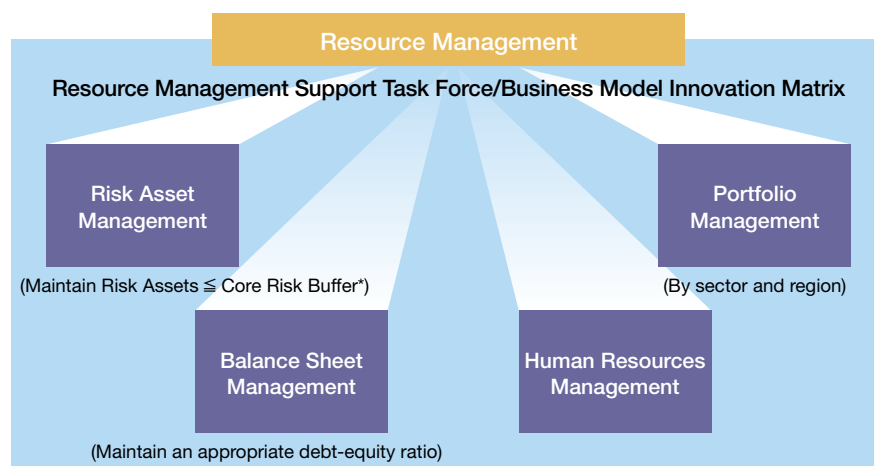 Resource Management
Resource Management Support Task Force/Business Model Innovation Matrix
Risk Asset
Management
(Maintain Risk Assets ≦ Core Risk Buffer*)
Portfolio
Management
(By sector and region)
Balance Sheet
Management
(Maintain an appropriate debt-equity ratio)
Human Resources
Management